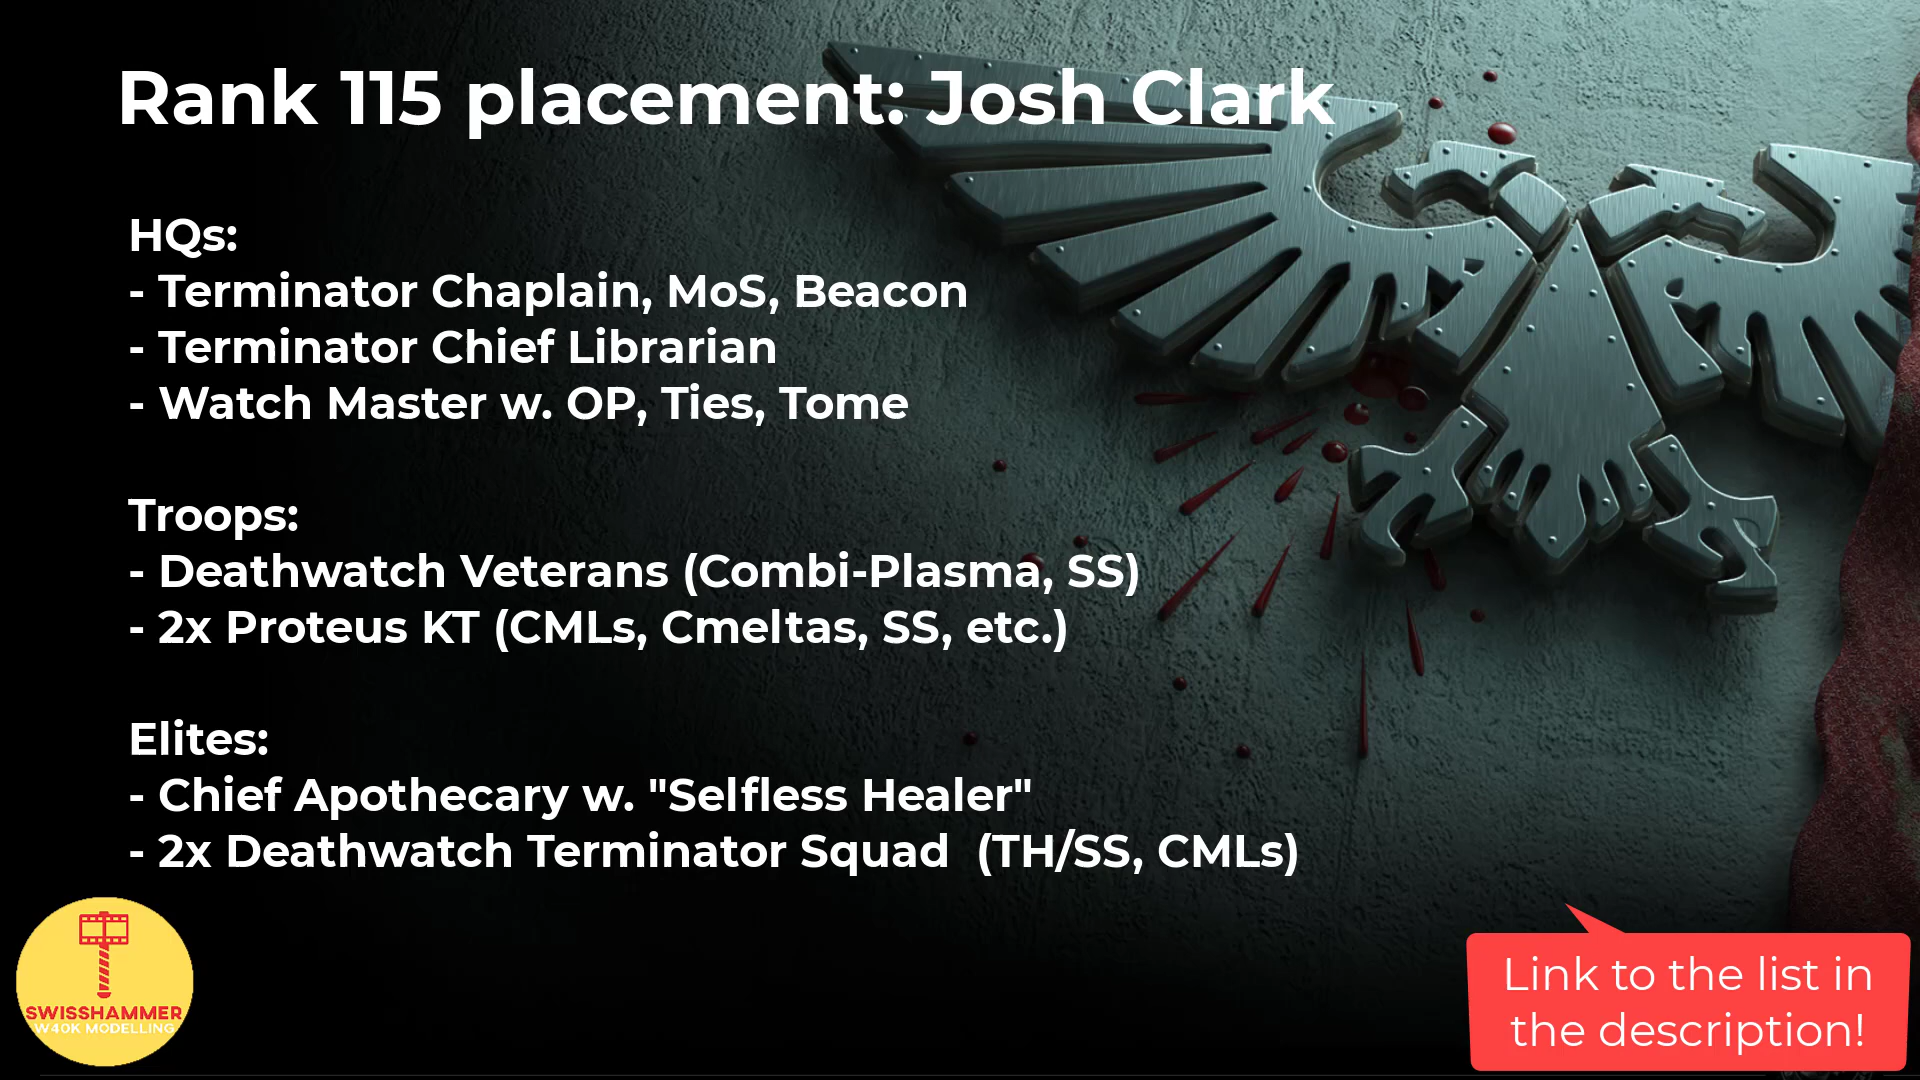 Rank 115 placement: Josh Clark
HQs:
- Terminator Chaplain, MoS, Beacon
- Terminator Chief Librarian
- Watch Master w. OP, Ties, Tome
Troops:
- Deathwatch Veterans (Combi-Plasma, SS)
- 2x Proteus KT (CMLs, Cmeltas, SS, etc.)
Elites:
- Chief Apothecary w. "Selfless Healer"
- 2x Deathwatch Terminator Squad  (TH/SS, CMLs)
SWISSHAMMER
W40K MODELLING
Link to the list in
the description!